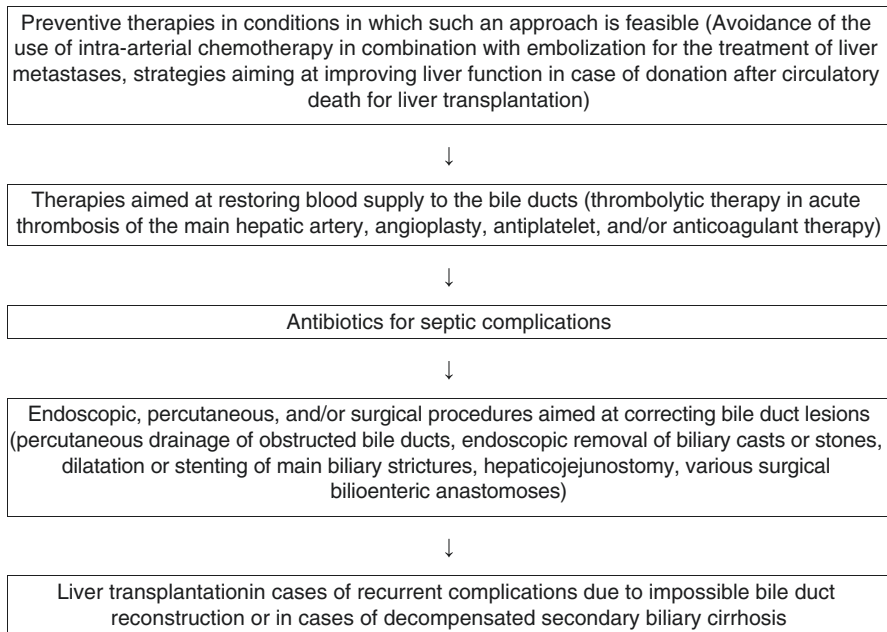 Preventive therapies in conditions in which such an approach is feasible (Avoidance of the
use of intra-arterial chemotherapy in combination with embolization for the treatment of liver
metastases, strategies aiming at improving liver function in case of donation after circulatory
death for liver transplantation)
↓
Therapies aimed at restoring blood supply to the bile ducts (thrombolytic therapy in acute
thrombosis of the main hepatic artery, angioplasty, antiplatelet, and/or anticoagulant therapy)
↓
Antibiotics for septic complications
↓
Endoscopic, percutaneous, and/or surgical procedures aimed at correcting bile duct lesions
(percutaneous drainage of obstructed bile ducts, endoscopic removal of biliary casts or stones,
dilatation or stenting of main biliary strictures, hepaticojejunostomy, various surgical
bilioenteric anastomoses)
↓
Liver transplantationin cases of recurrent complications due to impossible bile duct
reconstruction or in cases of decompensated secondary biliary cirrhosis